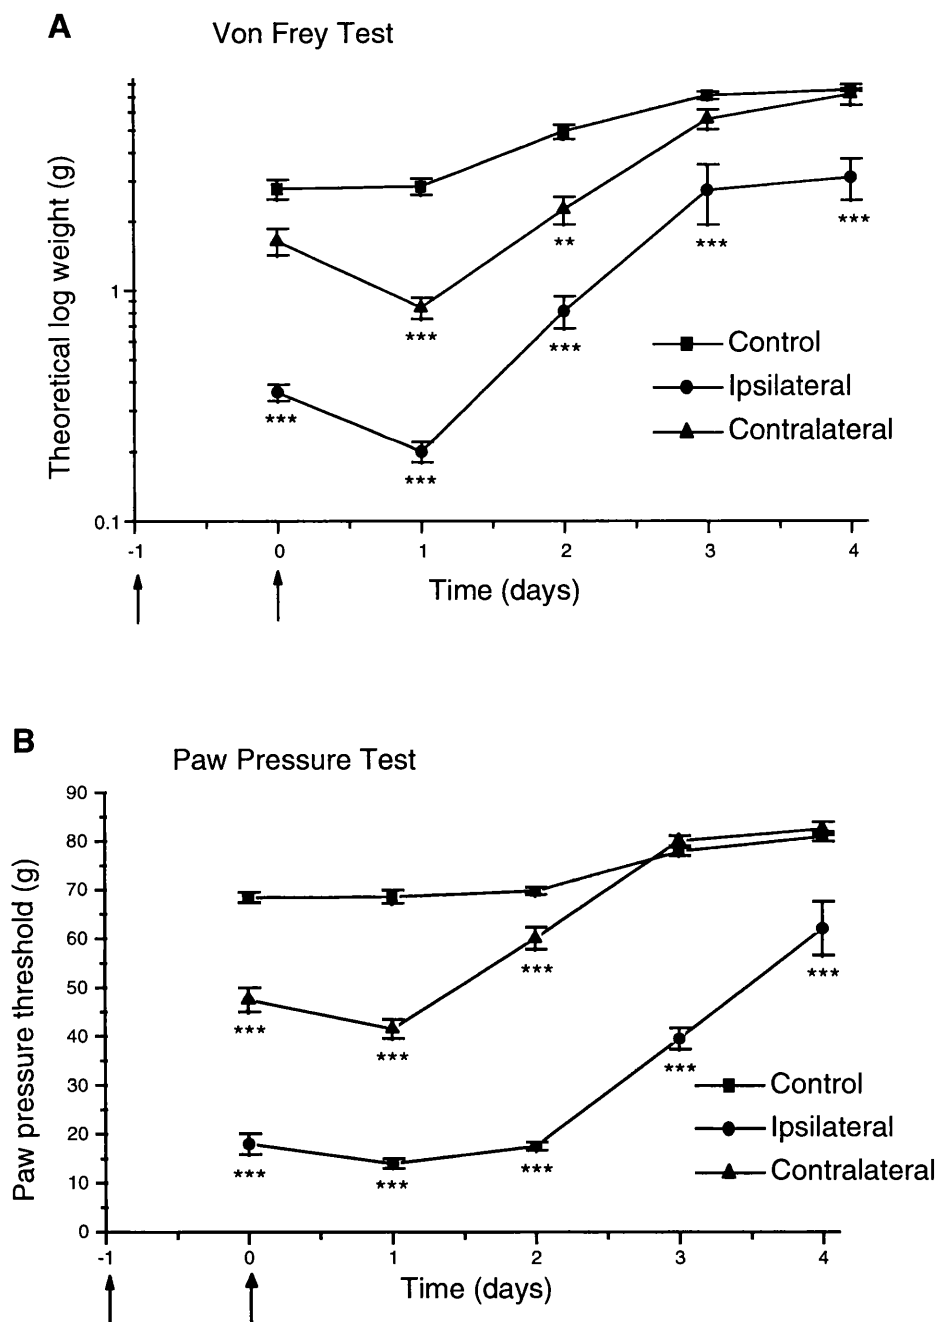 A
Von Frey Test
Theoretical log weight (g)
1
0.1
**
***
***
***
***
***
***
***
Control
Ipsilateral
Contralateral
-1 0 1 2 3 4
Time (days)
B
Paw Pressure Test
Paw pressure threshold (g)
90
80
70
60
50
40
30
20
10
0
***
***
***
***
***
***
***
***
Control
Ipsilateral
Contralateral
-1 0 1 2 3 4
Time (days)